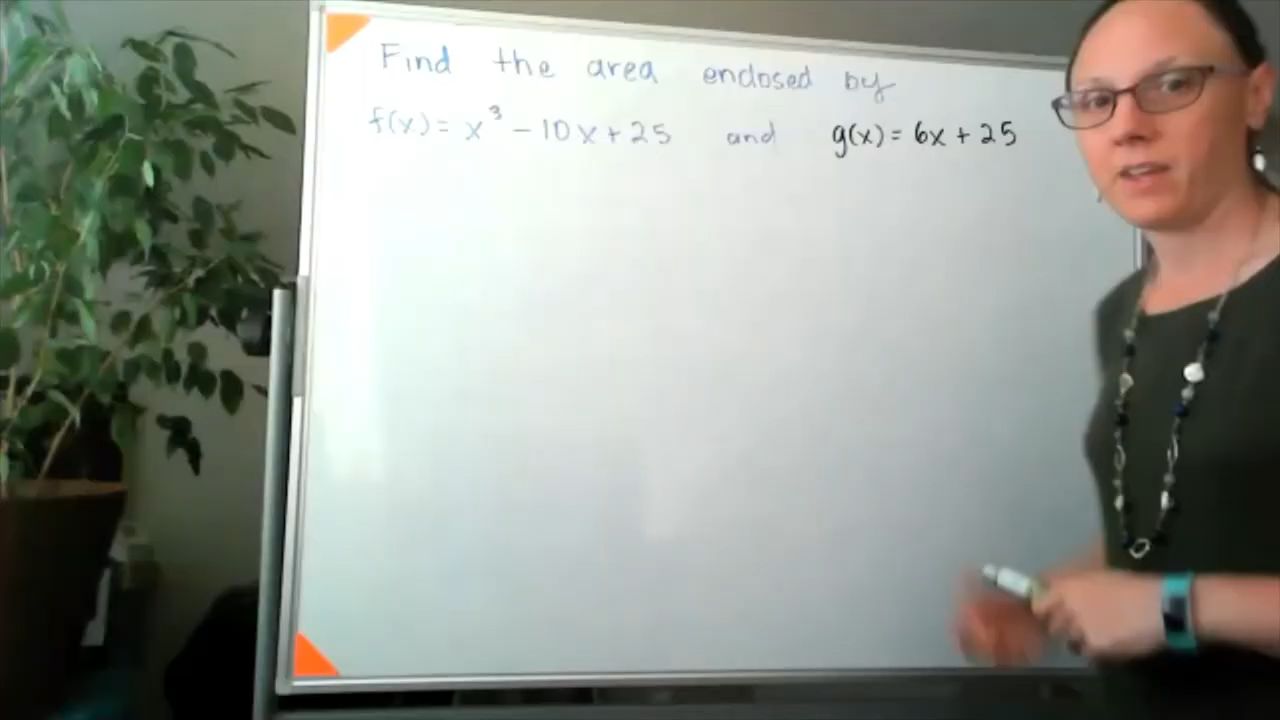 Find the area enclosed by
f(x) = x³ - 10x + 25 and g(x) = 6x + 25